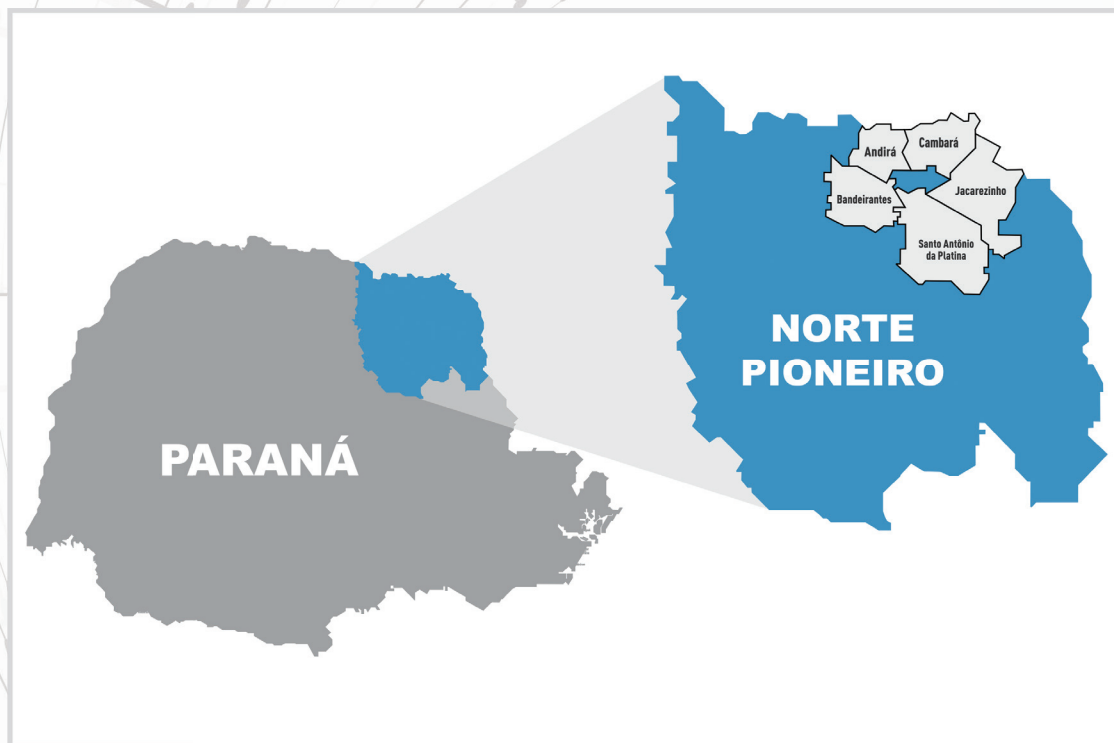 PARANÁ
Andirá
Cambará
Bandeirantes
Jacarezinho
Santo Antônio
da Platina
NORTE
PIONEIRO